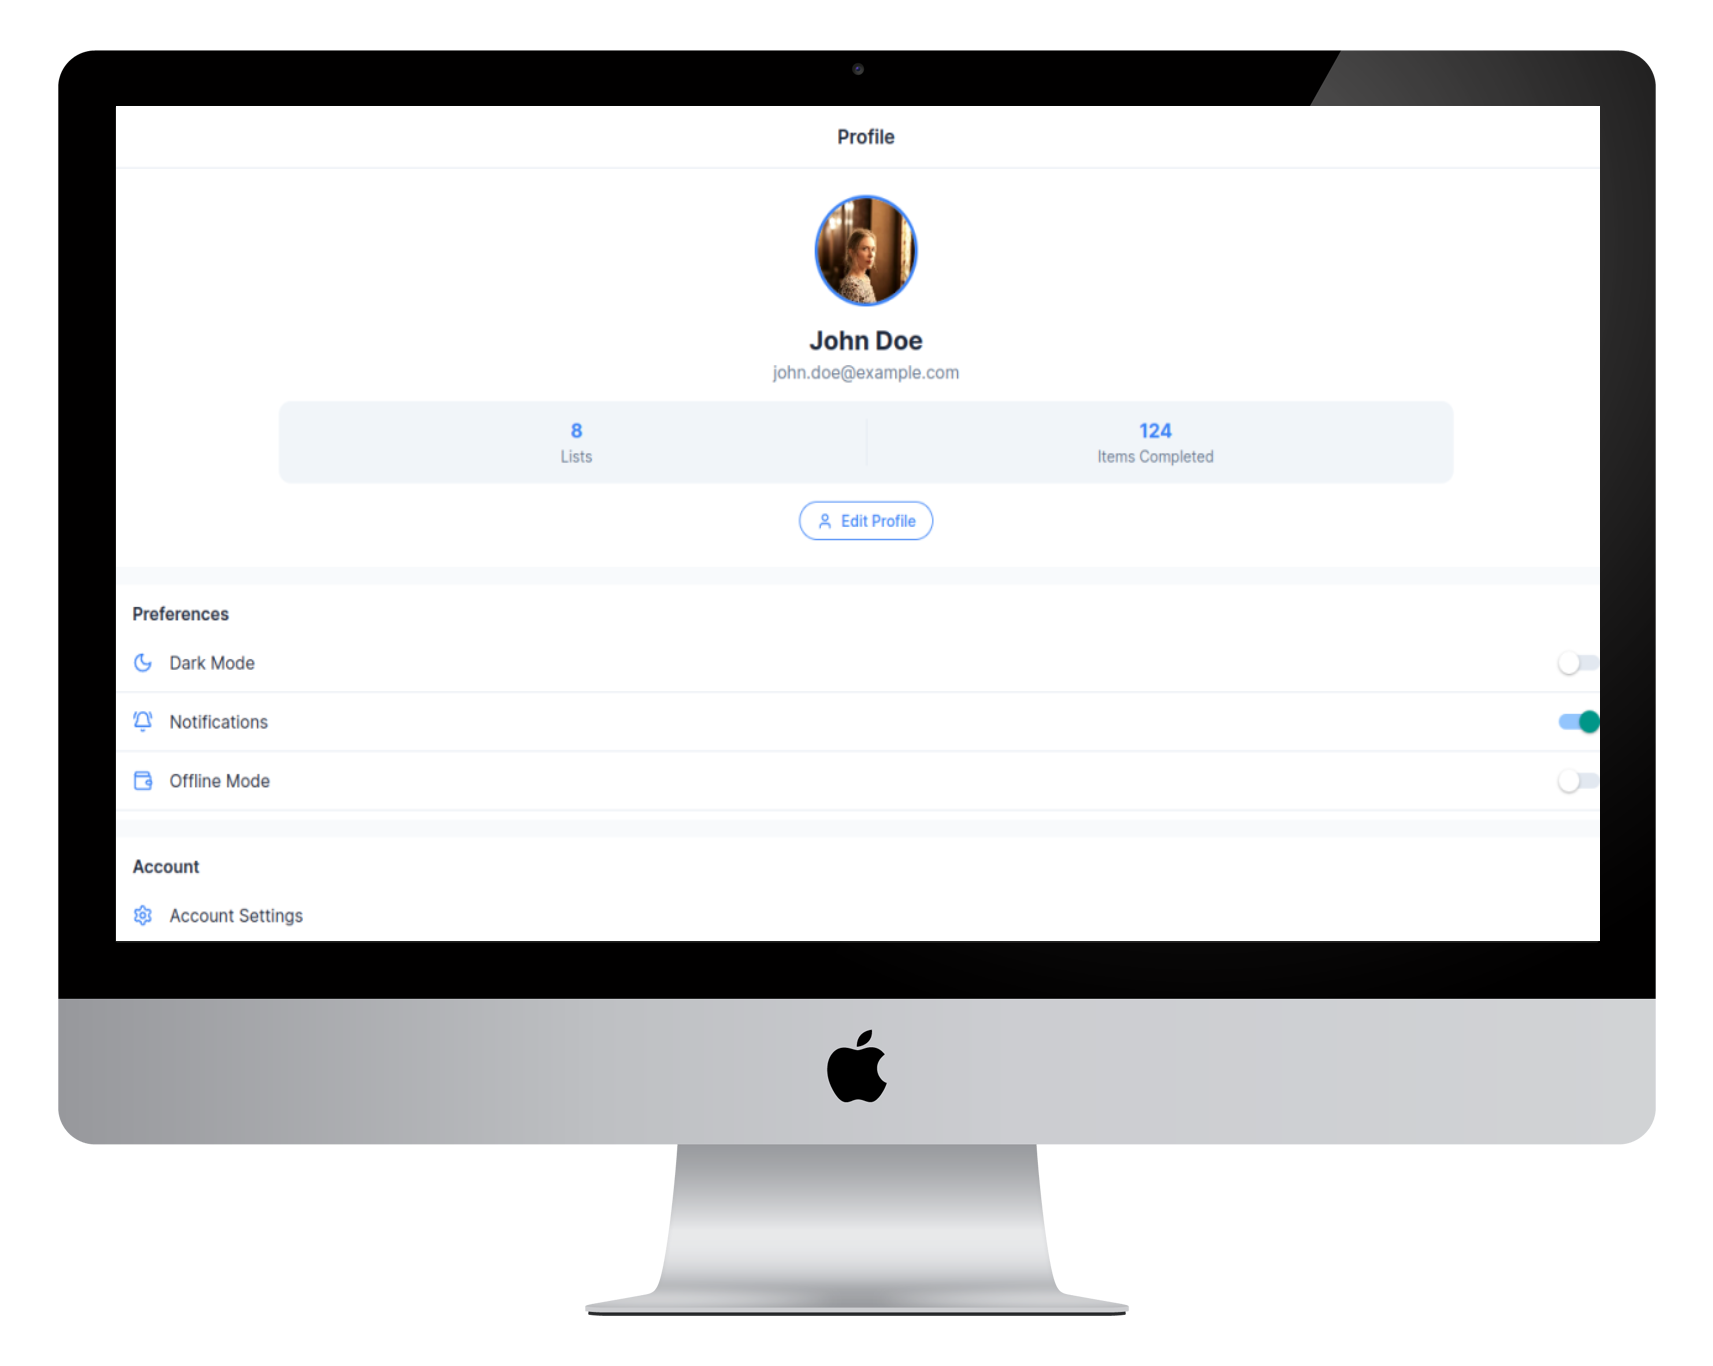 Profile
John Doe
john.doe@example.com
8
Lists
124
Items Completed
Edit Profile
Preferences
Dark Mode
Notifications
Offline Mode
Account
Account Settings